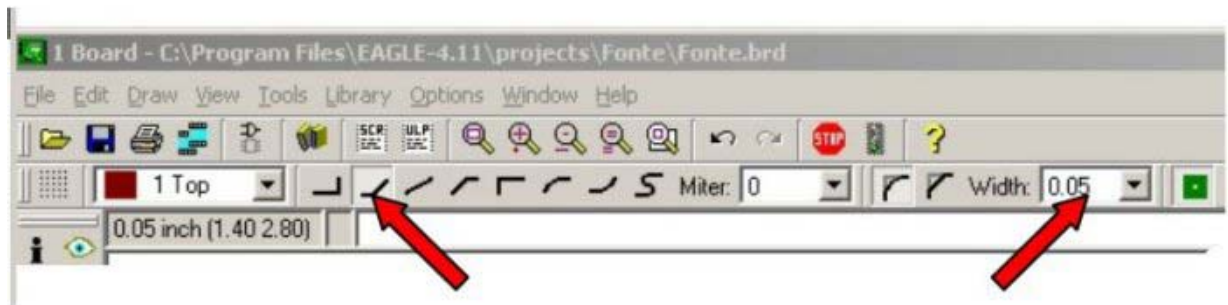 1 Board - C:\Program Files\EAGLE-4.11\projects\Fonte\Fonte.brd
File Edit Draw View Tools Library Options Window Help
SCR ULP STOP ?
1 Top Miter: 0 Width: 0.05
0.05 inch (1.40 2.80)
i